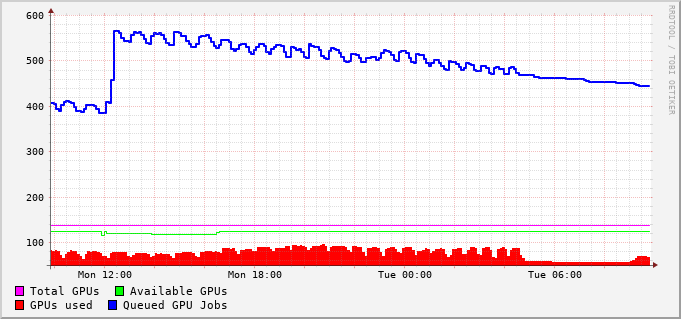 600
500
400
300
200
100
Mon 12:00 Mon 18:00 Tue 00:00 Tue 06:00
Total GPUs Available GPUs
GPUs used Queued GPU Jobs
RRDTOOL / TOBI OETIKER